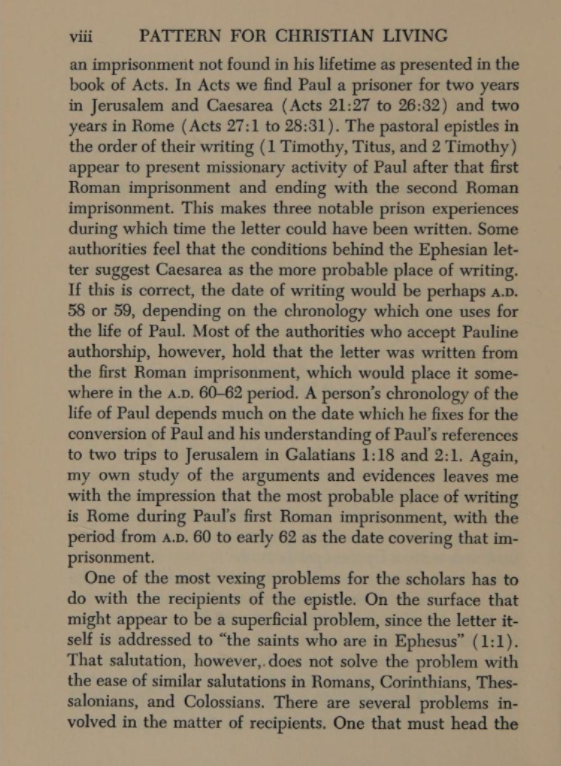 viii PATTERN FOR CHRISTIAN LIVING
an imprisonment not found in his lifetime as presented in the
book of Acts. In Acts we find Paul a prisoner for two years
in Jerusalem and Caesarea (Acts 21:27 to 26:32) and two
years in Rome (Acts 27:1 to 28:31). The pastoral epistles in
the order of their writing (1 Timothy, Titus, and 2 Timothy)
appear to present missionary activity of Paul after that first
Roman imprisonment and ending with the second Roman
imprisonment. This makes three notable prison experiences
during which time the letter could have been written. Some
authorities feel that the conditions behind the Ephesian let-
ter suggest Caesarea as the more probable place of writing.
If this is correct, the date of writing would be perhaps A.D.
58 or 59, depending on the chronology which one uses for
the life of Paul. Most of the authorities who accept Pauline
authorship, however, hold that the letter was written from
the first Roman imprisonment, which would place it some-
where in the A.D. 60–62 period. A person's chronology of the
life of Paul depends much on the date which he fixes for the
conversion of Paul and his understanding of Paul's references
to two trips to Jerusalem in Galatians 1:18 and 2:1. Again,
my own study of the arguments and evidences leaves me
with the impression that the most probable place of writing
is Rome during Paul's first Roman imprisonment, with the
period from A.D. 60 to early 62 as the date covering that im-
prisonment.
One of the most vexing problems for the scholars has to
do with the recipients of the epistle. On the surface that
might appear to be a superficial problem, since the letter it-
self is addressed to "the saints who are in Ephesus" (1:1).
That salutation, however, does not solve the problem with
the ease of similar salutations in Romans, Corinthians, Thes-
salonians, and Colossians. There are several problems in-
volved in the matter of recipients. One that must head the